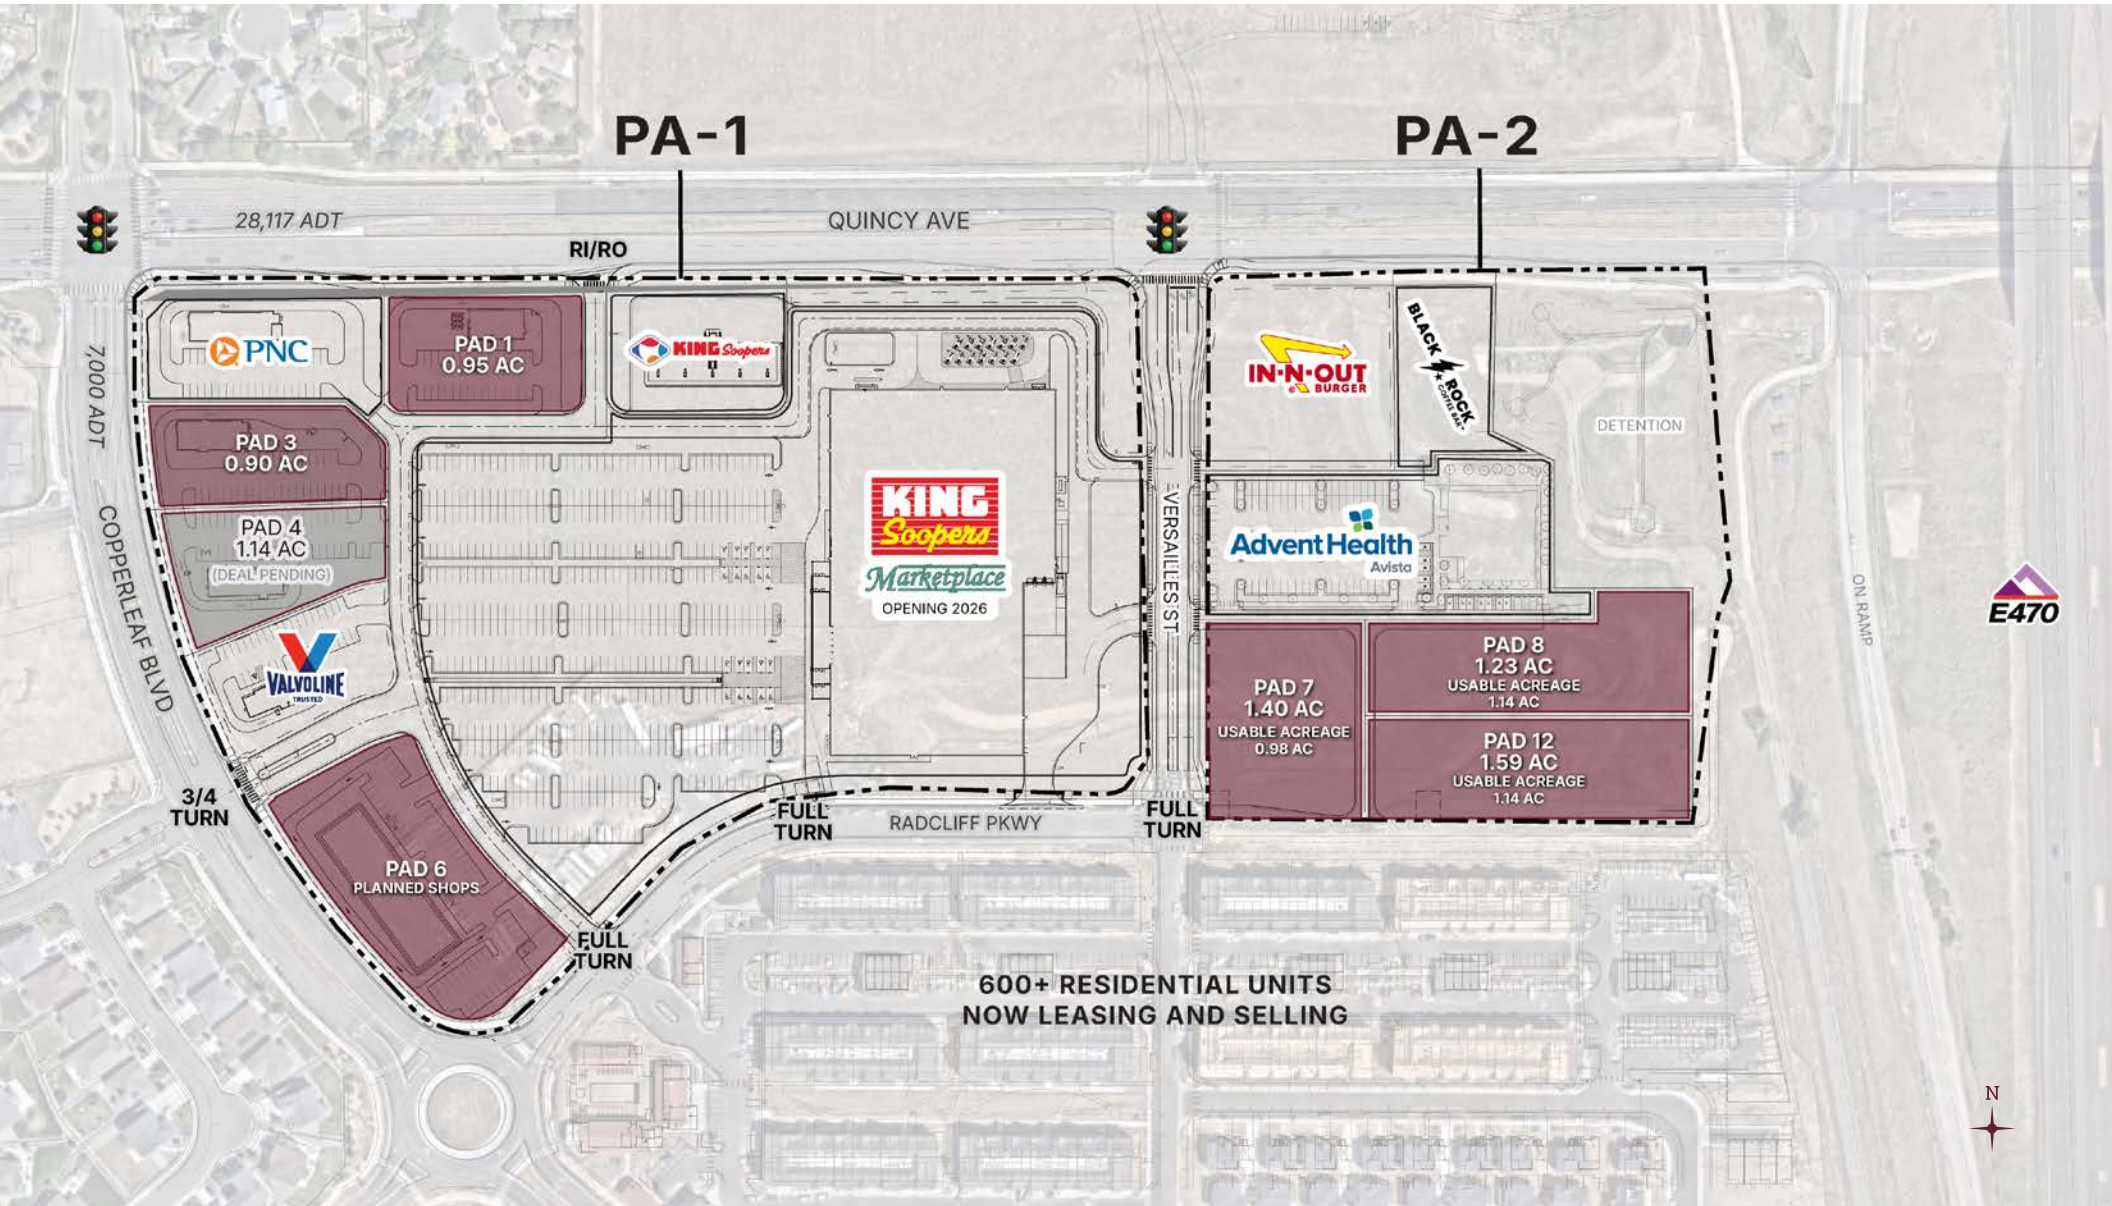 PA-1
PA-2
28,117 ADT
QUINCY AVE
RI/RO
PNC
PAD 1
0.95 AC
KING Soopers
IN-N-OUT
BURGER
BLACK
ROCK
COFFEE BAR
DETENTION
7,000 ADT
PAD 3
0.90 AC
KING
Soopers
Marketplace
OPENING 2026
VERSAILLES ST
AdventHealth
Avista
PAD 4
1.14 AC
(DEAL PENDING)
COPPERLEAF BLVD
VALVOLINE
TRUSTED
ON RAMP
E470
PAD 7
1.40 AC
USABLE ACREAGE
0.98 AC
PAD 8
1.23 AC
USABLE ACREAGE
1.14 AC
PAD 12
1.59 AC
USABLE ACREAGE
1.14 AC
3/4
TURN
FULL
TURN
RADCLIFF PKWY
FULL
TURN
PAD 6
PLANNED SHOPS
FULL
TURN
600+ RESIDENTIAL UNITS
NOW LEASING AND SELLING
N